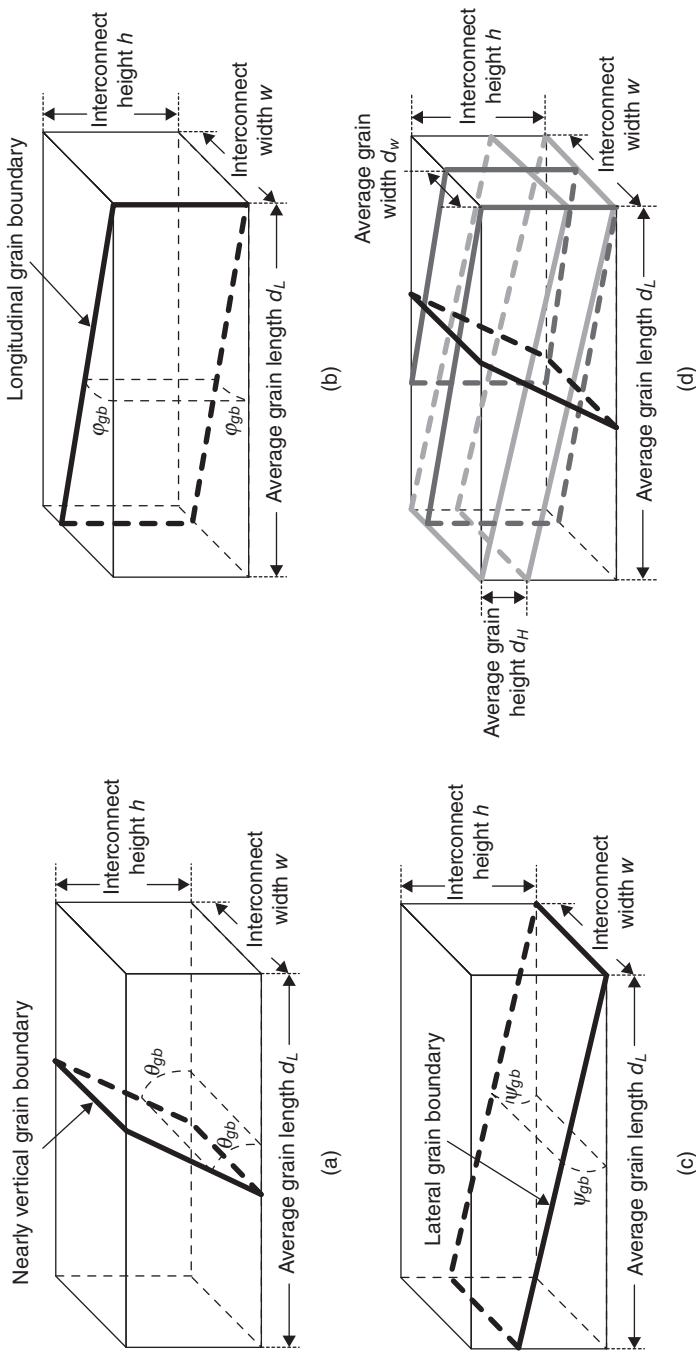 Nearly vertical grain boundary
θgb
θgb
Interconnect
height h
Interconnect
width w
Average grain length dL
(a)
Longitudinal grain boundary
φgb
φgb
Interconnect
height h
Interconnect
width w
Average grain length dL
(b)
Lateral grain boundary
ψgb
ψgb
Interconnect
height h
Interconnect
width w
Average grain length dL
(c)
Average grain
width dw
Interconnect
height h
Interconnect
width w
Average grain
height dH
Average grain length dL
(d)